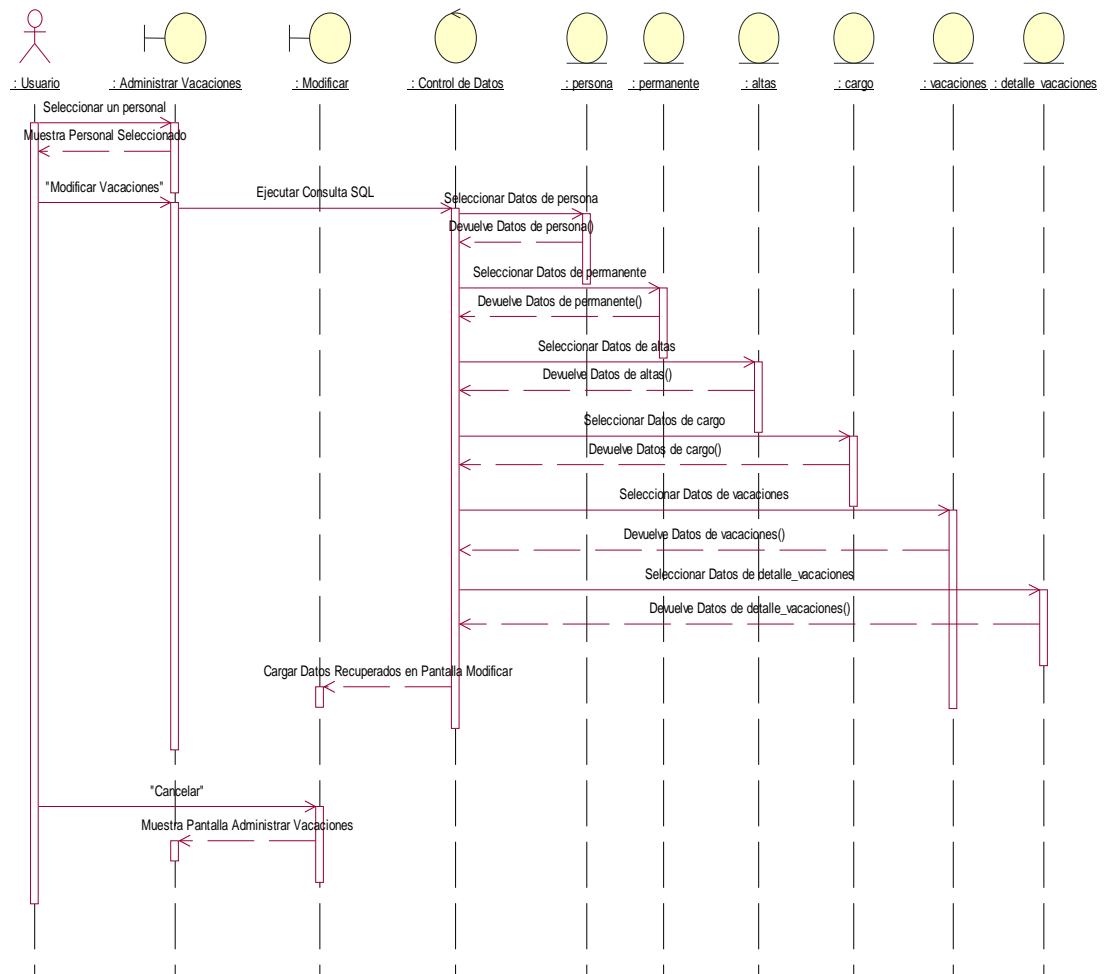 : Usuario
: Administrar Vacaciones
: Modificar
: Control de Datos
: persona
: permanente
: altas
: cargo
: vacaciones
: detalle_vacaciones
Seleccionar un personal
Muestra Personal Seleccionado
"Modificar Vacaciones"
Ejecutar Consulta SQL
Seleccionar Datos de persona
Devuelve Datos de persona()
Seleccionar Datos de permanente
Devuelve Datos de permanente()
Seleccionar Datos de altas
Devuelve Datos de altas()
Seleccionar Datos de cargo
Devuelve Datos de cargo()
Seleccionar Datos de vacaciones
Devuelve Datos de vacaciones()
Seleccionar Datos de detalle_vacaciones
Devuelve Datos de detalle_vacaciones()
Cargar Datos Recuperados en Pantalla Modificar
"Cancelar"
Muestra Pantalla Administrar Vacaciones